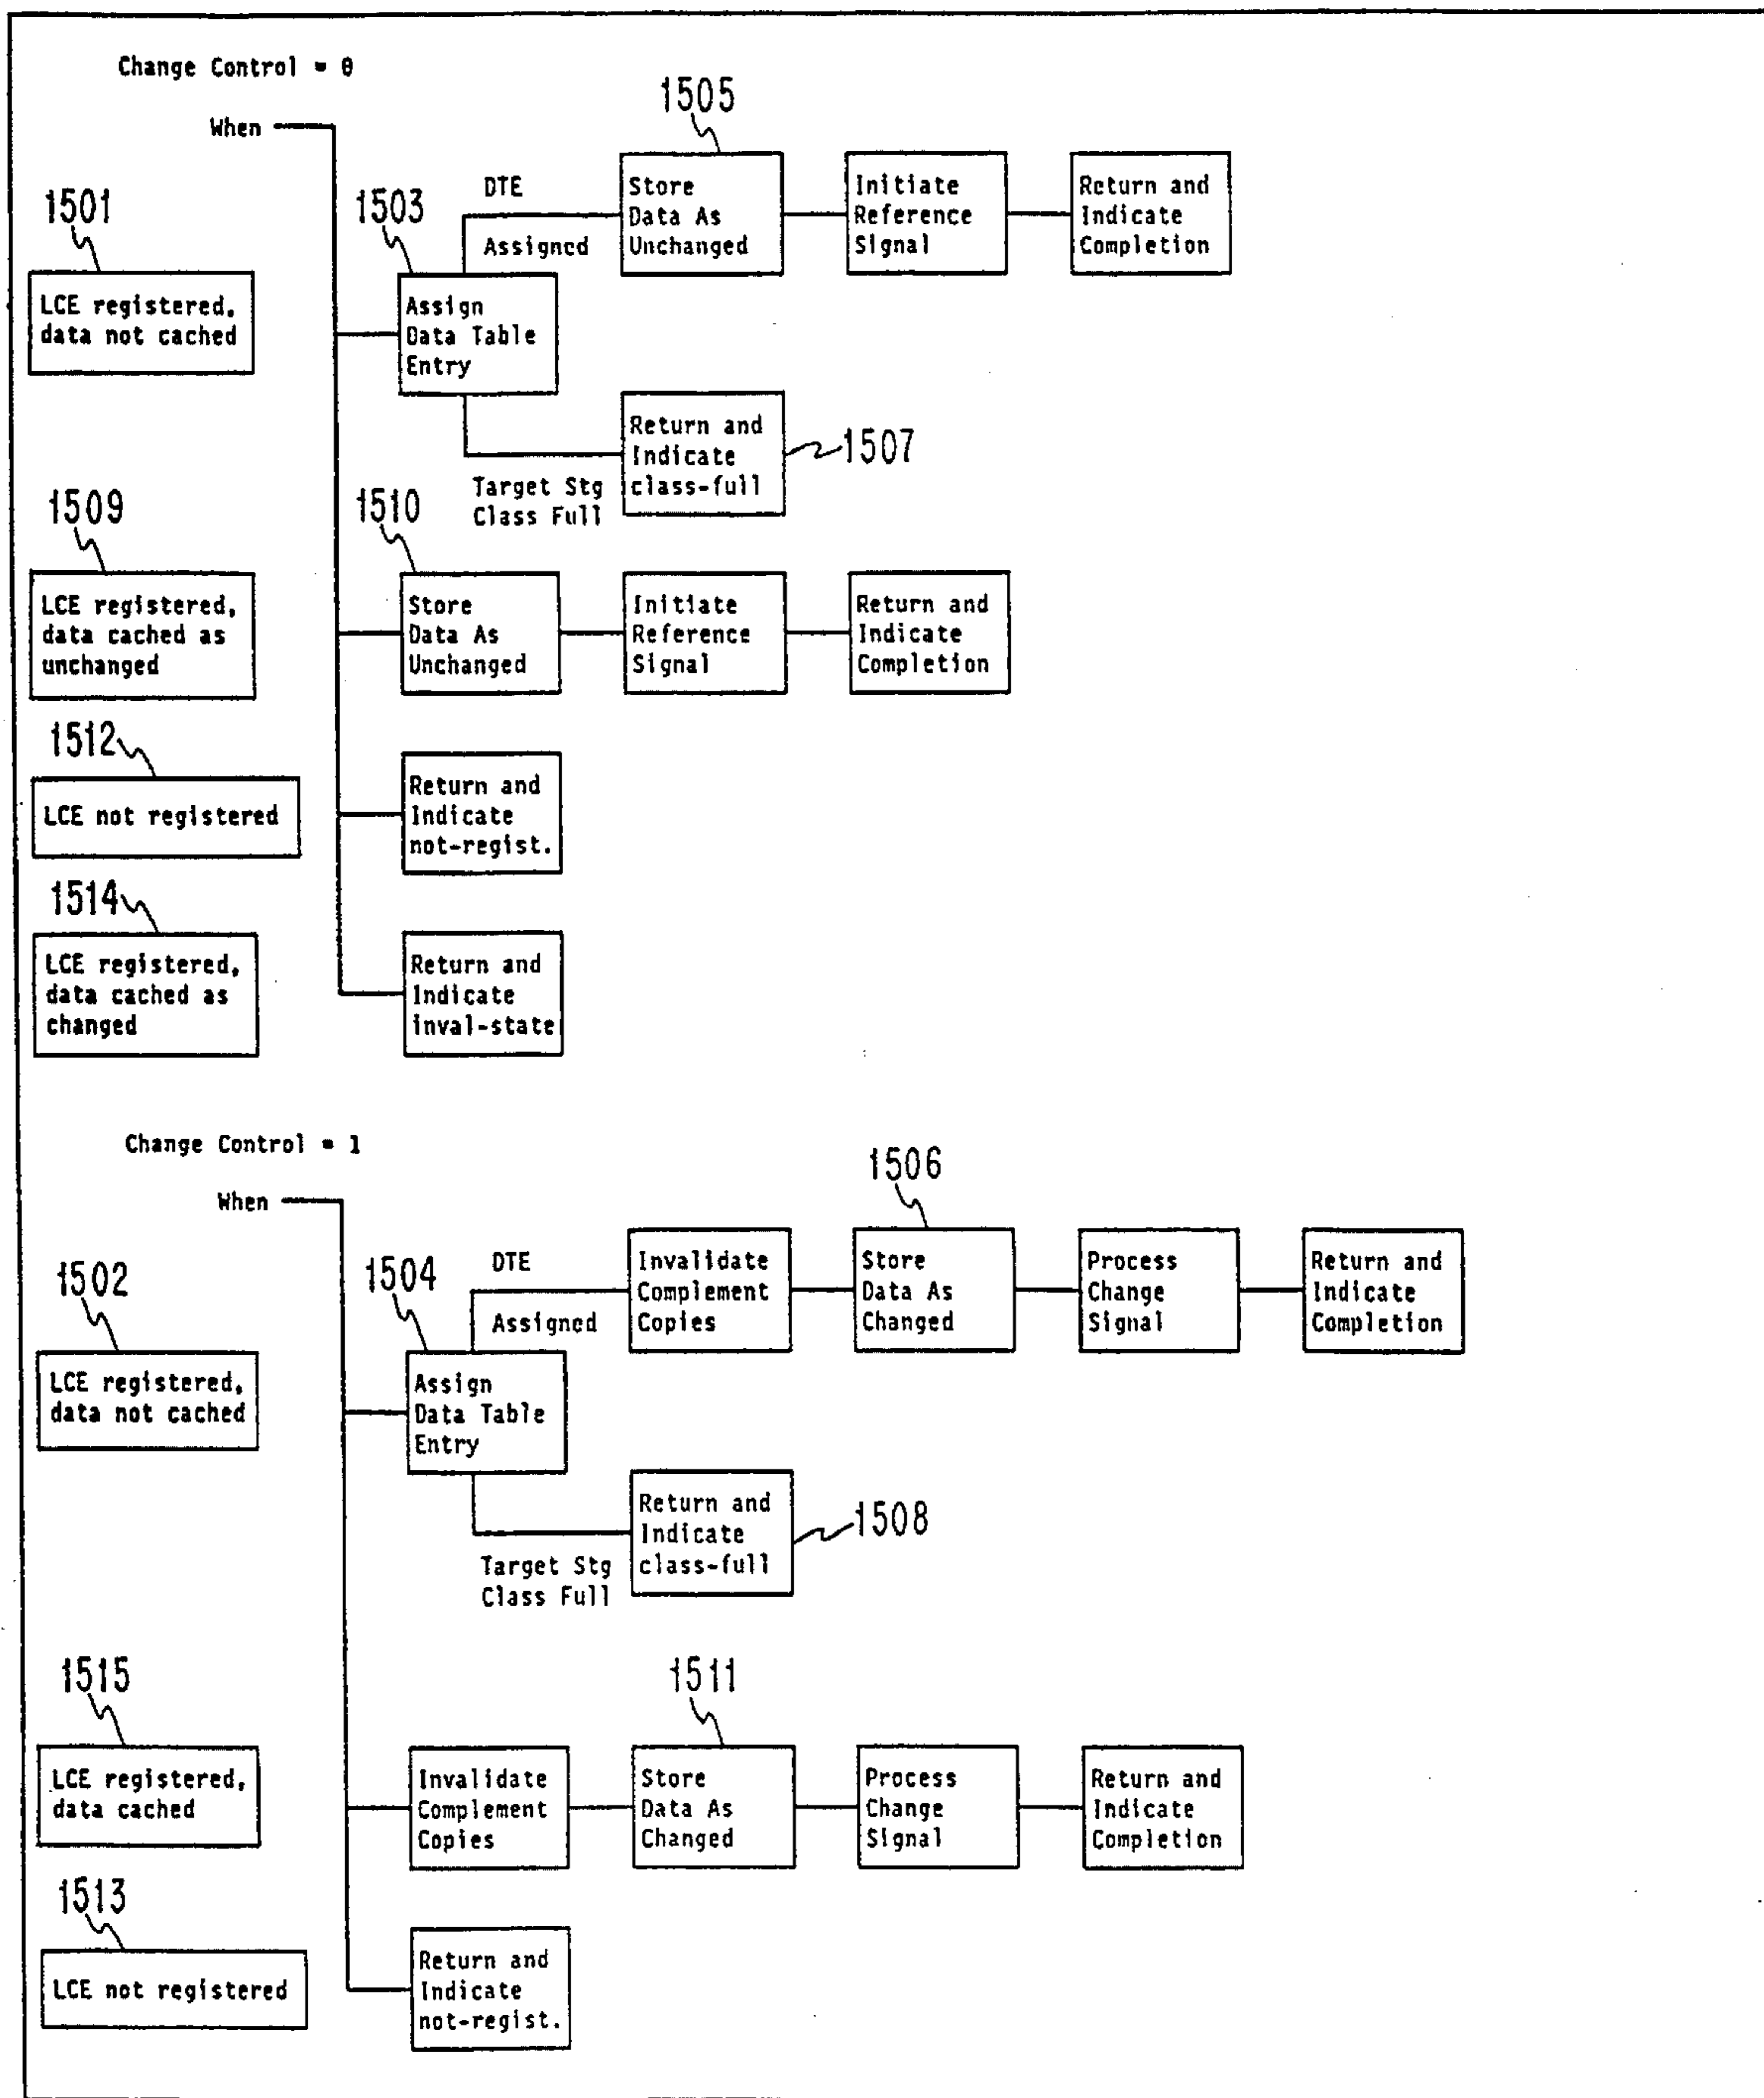 Change Control = 0
When
1505
DTE
Assigned
Store
Data As
Unchanged
Initiate
Reference
Signal
Return and
Indicate
Completion
1501
LCE registered,
data not cached
1503
Assign
Data Table
Entry
Target Stg
Class Full
Return and
Indicate
class-full
1507
1509
LCE registered,
data cached as
unchanged
1510
Store
Data As
Unchanged
Initiate
Reference
Signal
Return and
Indicate
Completion
1512
LCE not registered
Return and
Indicate
not-regist.
1514
LCE registered,
data cached as
changed
Return and
Indicate
inval-state
Change Control = 1
When
1506
DTE
Assigned
Invalidate
Complement
Copies
Store
Data As
Changed
Process
Change
Signal
Return and
Indicate
Completion
1502
LCE registered,
data not cached
1504
Assign
Data Table
Entry
Target Stg
Class Full
Return and
Indicate
class-full
1508
1515
LCE registered,
data cached
Invalidate
Complement
Copies
1511
Store
Data As
Changed
Process
Change
Signal
Return and
Indicate
Completion
1513
LCE not registered
Return and
Indicate
not-regist.